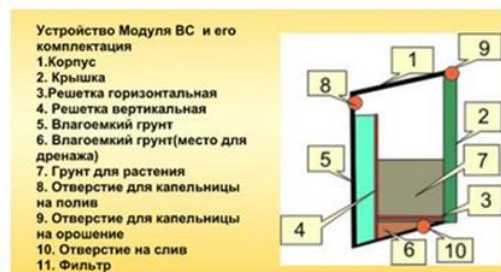 Устройство Модуля ВС и его
комплектация
1.Корпус
2. Крышка
3.Решетка горизонтальная
4. Решетка вертикальная
5. Влагоемкий грунт
6. Влагоемкий грунт(место для
дренажа)
7. Грунт для растения
8. Отверстие для капельницы
на полив
9. Отверстие для капельницы
на орошение
10. Отверстие на слив
11. Фильтр
1
9
8
2
5
7
3
4
6
10